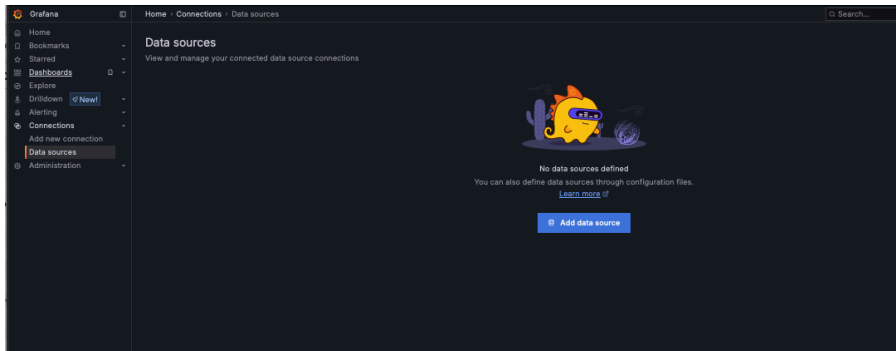 Grafana
Home › Connections › Data sources
Search...
Home
Bookmarks
Starred
Dashboards
Explore
Drilldown New!
Alerting
Connections
Add new connection
Data sources
Administration
Data sources
View and manage your connected data source connections
No data sources defined
You can also define data sources through configuration files.
Learn more
Add data source